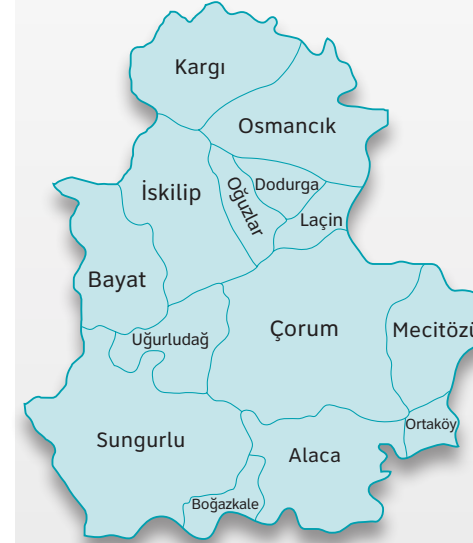 Kargı
Osmancık
İskilip
Oğuzlar
Dodurga
Laçin
Bayat
Uğurludağ
Çorum
Mecitözü
Sungurlu
Alaca
Ortaköy
Boğazkale